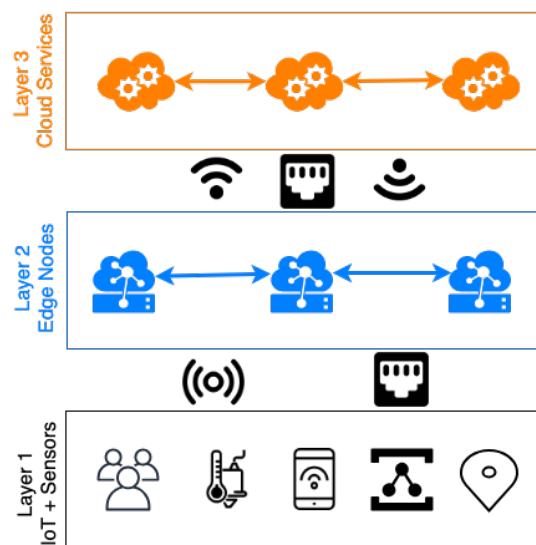 Layer 3
Cloud Services
Layer 2
Edge Nodes
Layer 1
IoT + Sensors